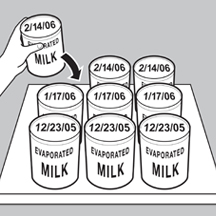 2/14/06
EVAPORATED
MILK
2/14/06 2/14/06
1/17/06 1/17/06 1/17/06
12/23/05 12/23/05 12/23/05
EVAPORATED EVAPORATED EVAPORATED
MILK MILK MILK